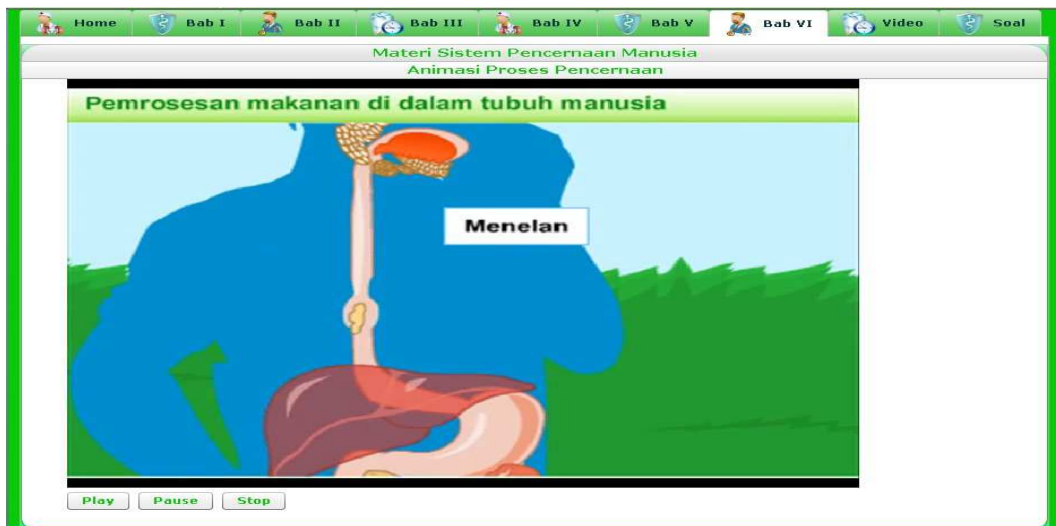 Home Bab I Bab II Bab III Bab IV Bab V Bab VI Video Soal
Materi Sistem Pencernaan Manusia
Animasi Proses Pencernaan
Pemrosesan makanan di dalam tubuh manusia
Menelan
Play Pause Stop